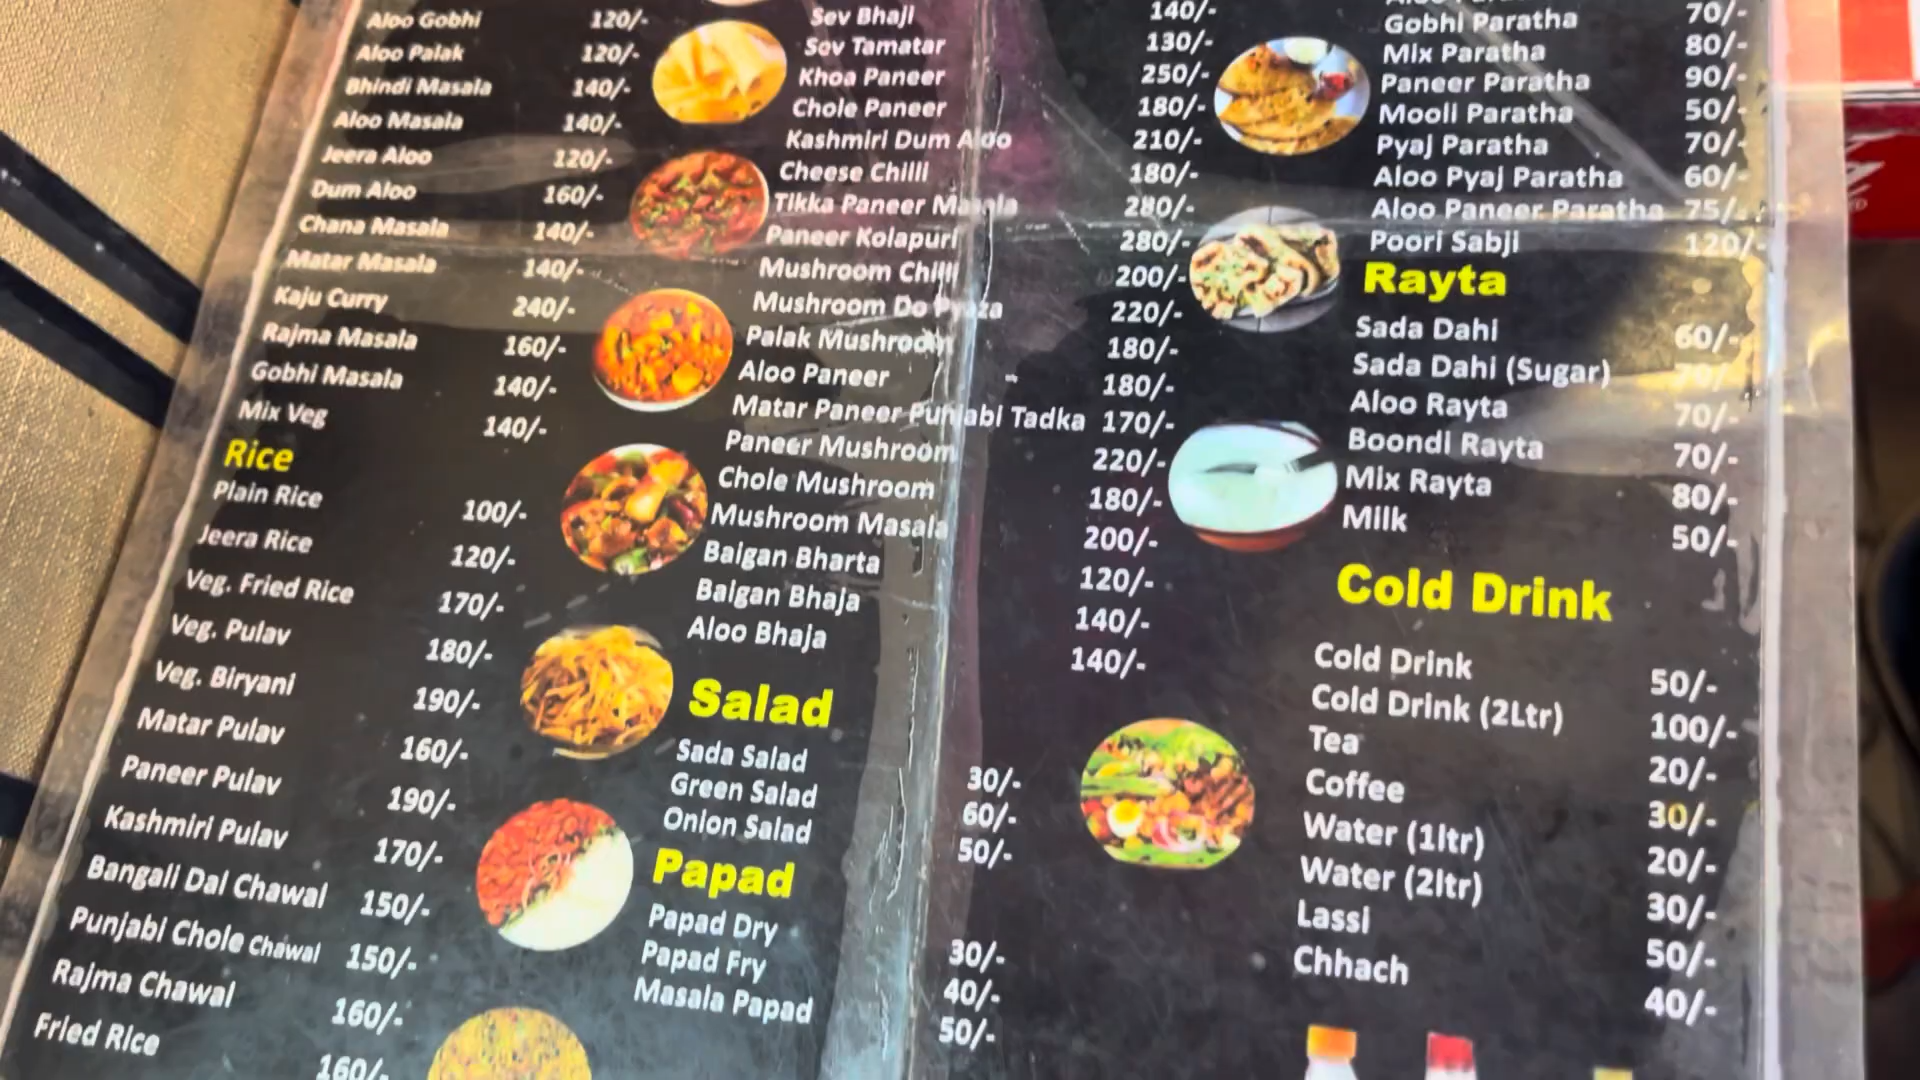 Aloo Gobhi 120/-
Aloo Palak 120/-
Bhindi Masala 140/-
Aloo Masala 140/-
Jeera Aloo 120/-
Dum Aloo 160/-
Chana Masala 140/-
Matar Masala 140/-
Kaju Curry 240/-
Rajma Masala 160/-
Gobhi Masala 140/-
Mix Veg 140/-
Rice
Plain Rice 100/-
Jeera Rice 120/-
Veg. Fried Rice 170/-
Veg. Pulav 180/-
Veg. Biryani 190/-
Matar Pulav 160/-
Paneer Pulav 190/-
Kashmiri Pulav 170/-
Bangali Dal Chawal 150/-
Punjabi Chole Chawal 150/-
Rajma Chawal 160/-
Fried Rice 160/-
Sev Bhaji 140/-
Sev Tamatar 130/-
Khoa Paneer 250/-
Chole Paneer 180/-
Kashmiri Dum Aloo 210/-
Cheese Chilli 180/-
Tikka Paneer Masala 280/-
Paneer Kolapuri 280/-
Mushroom Chilli 200/-
Mushroom Do Pyaza 220/-
Palak Mushroom 180/-
Aloo Paneer 180/-
Matar Paneer Punjabi Tadka 170/-
Paneer Mushroom 220/-
Chole Mushroom 180/-
Mushroom Masala 200/-
Baigan Bharta 120/-
Baigan Bhaja 140/-
Aloo Bhaja 140/-
Salad
Sada Salad 30/-
Green Salad 60/-
Onion Salad 50/-
Papad
Papad Dry 30/-
Papad Fry 40/-
Masala Papad 50/-
Gobhi Paratha 70/-
Mix Paratha 80/-
Paneer Paratha 90/-
Mooli Paratha 50/-
Pyaj Paratha 70/-
Aloo Pyaj Paratha 60/-
Aloo Paneer Paratha 75/-
Poori Sabji 120/-
Rayta
Sada Dahi 60/-
Sada Dahi (Sugar) 70/-
Aloo Rayta 70/-
Boondi Rayta 70/-
Mix Rayta 80/-
Milk 50/-
Cold Drink
Cold Drink 50/-
Cold Drink (2Ltr) 100/-
Tea 20/-
Coffee 30/-
Water (1ltr) 20/-
Water (2ltr) 30/-
Lassi 50/-
Chhach 40/-